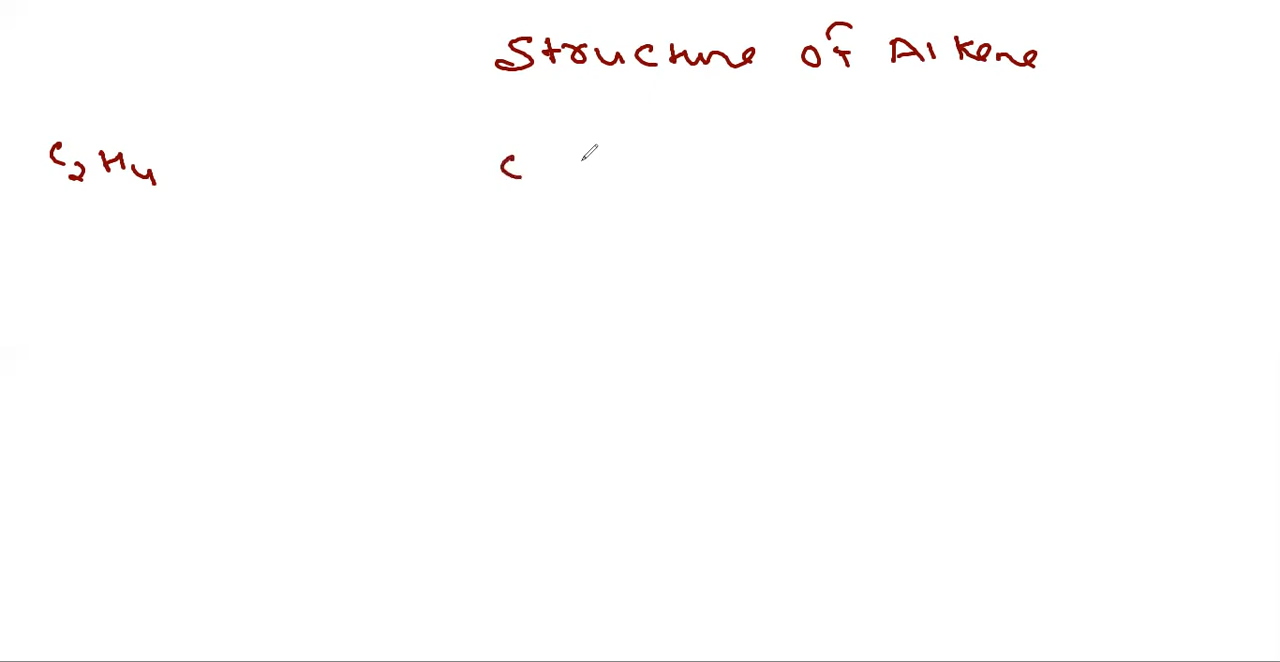 Structure of Alkene
C₂H₄
C